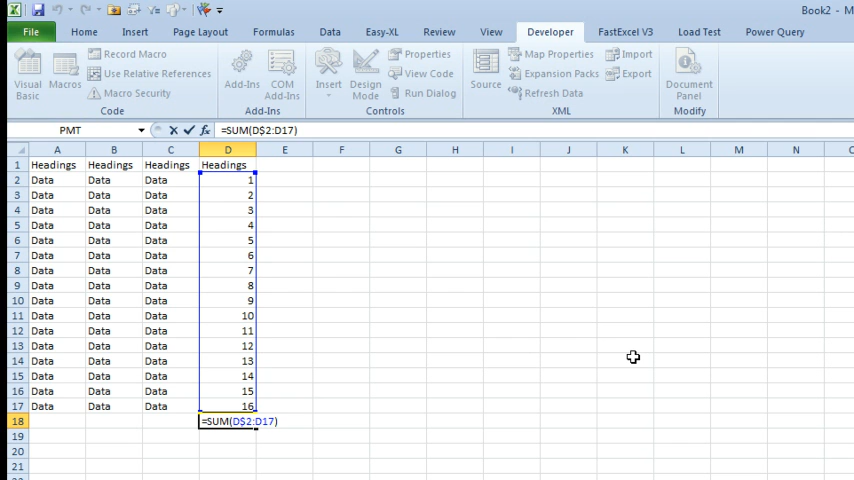 Book2 - M
File Home Insert Page Layout Formulas Data Easy-XL Review View Developer FastExcel V3 Load Test Power Query
Visual Basic
Macros
Record Macro
Use Relative References
Macro Security
Code
Add-Ins
COM Add-Ins
Add-Ins
Insert
Design Mode
Properties
View Code
Run Dialog
Controls
Source
Map Properties
Expansion Packs
Refresh Data
Import
Export
XML
Document Panel
Modify
PMT fx =SUM(D$2:D17)
A B C D E F G H I J K L M N
1 Headings Headings Headings Headings
2 Data Data Data 1
3 Data Data Data 2
4 Data Data Data 3
5 Data Data Data 4
6 Data Data Data 5
7 Data Data Data 6
8 Data Data Data 7
9 Data Data Data 8
10 Data Data Data 9
11 Data Data Data 10
12 Data Data Data 11
13 Data Data Data 12
14 Data Data Data 13
15 Data Data Data 14
16 Data Data Data 15
17 Data Data Data 16
18 =SUM(D$2:D17)
19
20
21